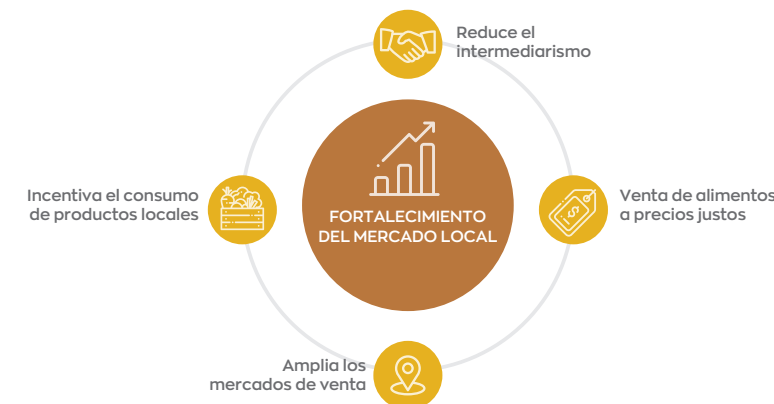 Reduce el
intermediarismo
Incentiva el consumo
de productos locales
FORTALECIMIENTO
DEL MERCADO LOCAL
Venta de alimentos
a precios justos
Amplia los
mercados de venta